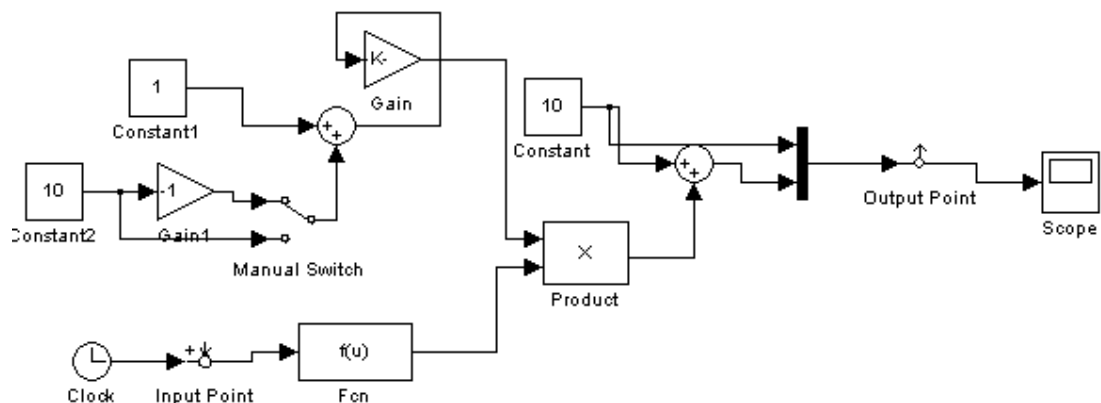 K-
Gain
1
Constant1
+
+
10
Constant
+
+
10
Constant2
-1
Gain1
Manual Switch
×
Product
Output Point
Scope
Clock
+
Input Point
f(u)
Fcn